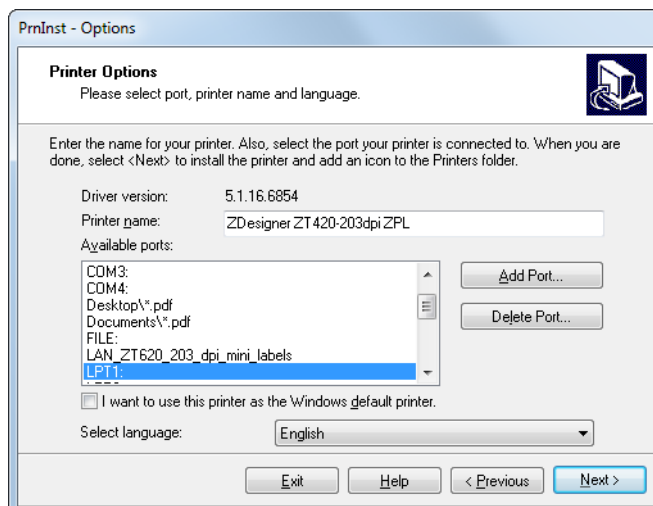 PrnInst - Options
Printer Options
Please select port, printer name and language.
Enter the name for your printer. Also, select the port your printer is connected to. When you are
done, select <Next> to install the printer and add an icon to the Printers folder.
Driver version: 5.1.16.6854
Printer name: ZDesigner ZT420-203dpi ZPL
Available ports:
COM3:
COM4:
Desktop\*.pdf
Documents\*.pdf
FILE:
LAN_ZT620_203_dpi_mini_labels
LPT1:
Add Port...
Delete Port...
I want to use this printer as the Windows default printer.
Select language: English
Exit Help < Previous Next >